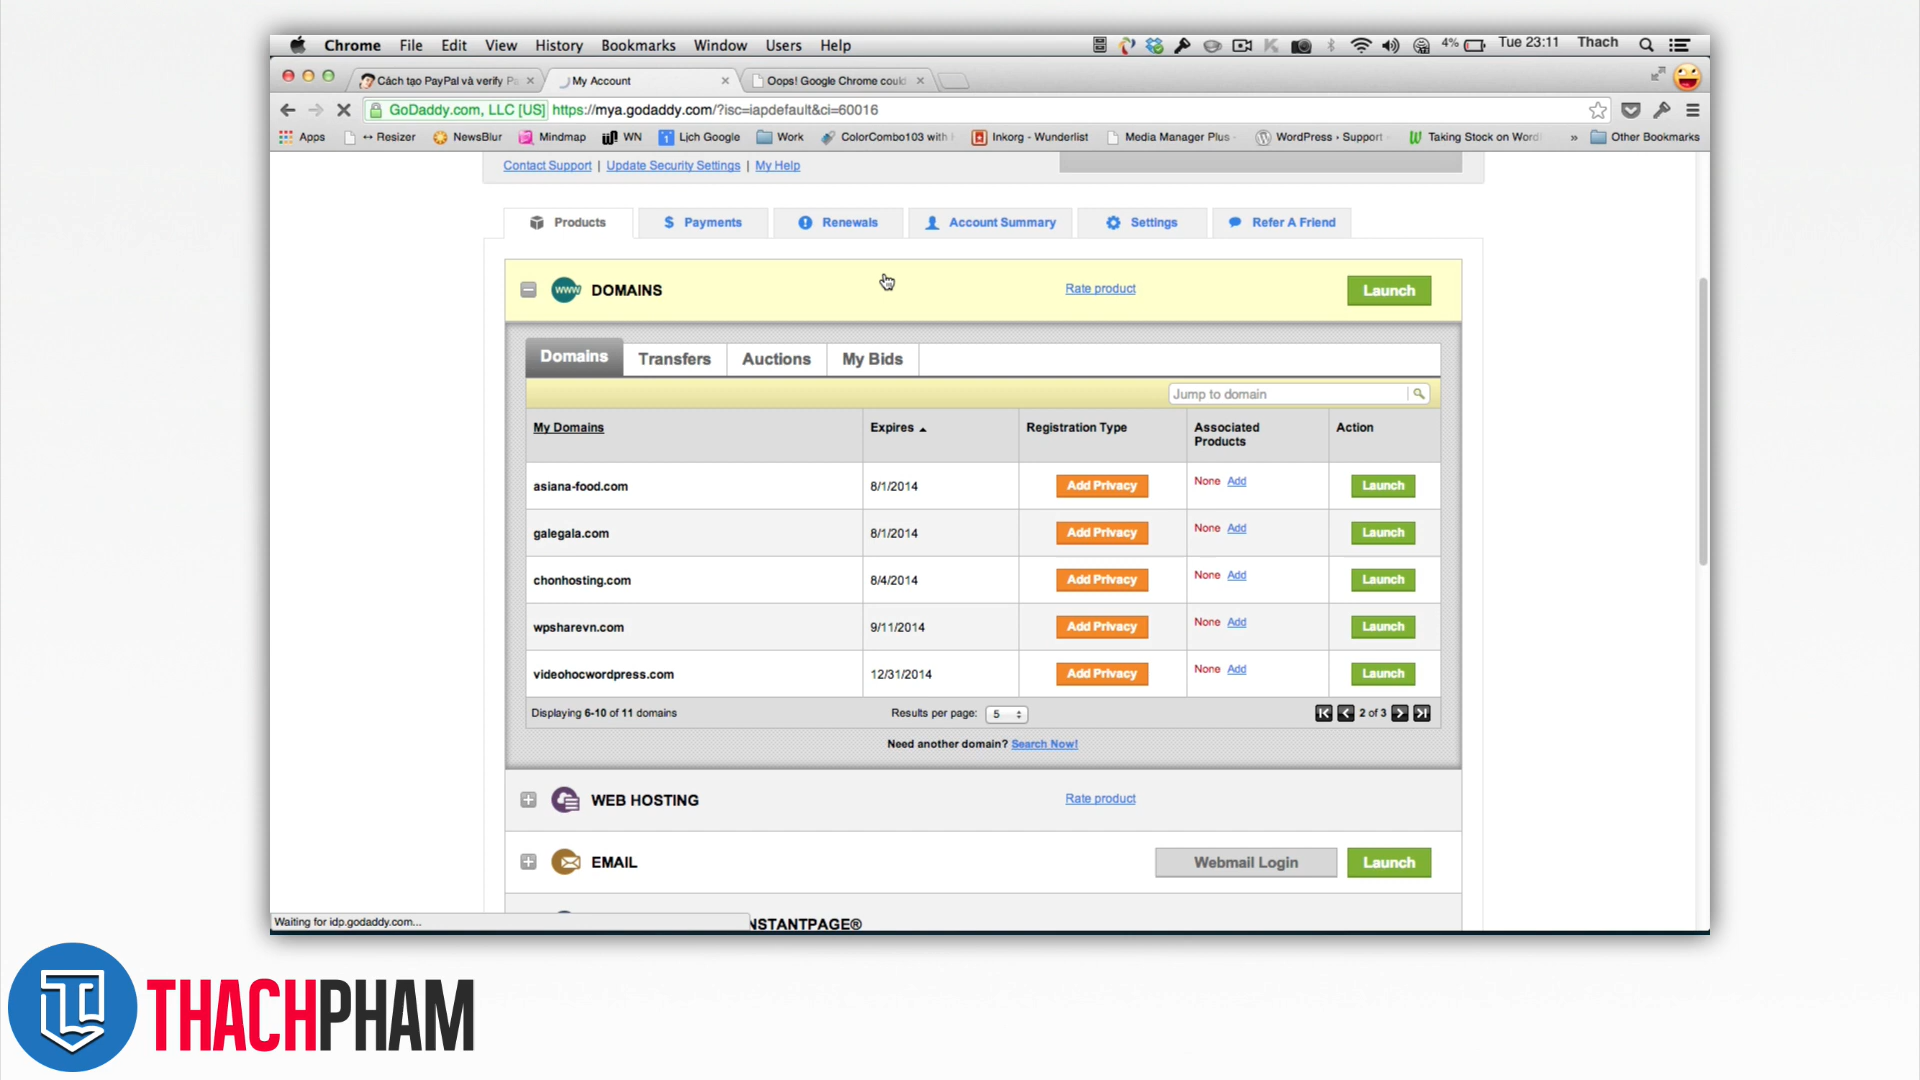 Chrome File Edit View History Bookmarks Window Users Help 4% Tue 23:11 Thach
Cách tạo PayPal và verify Pa My Account Oops! Google Chrome could
GoDaddy.com, LLC [US] https://mya.godaddy.com/?isc=iapdefault&ci=60016
Apps ↔ Resizer NewsBlur Mindmap WN 1 Lịch Google Work ColorCombo103 with Inkorg - Wunderlist Media Manager Plus WordPress › Support Taking Stock on Word » Other Bookmarks
Contact Support | Update Security Settings | My Help
Products $ Payments Renewals Account Summary Settings Refer A Friend
www DOMAINS Rate product Launch
Domains Transfers Auctions My Bids
Jump to domain
My Domains Expires Registration Type Associated Products Action
asiana-food.com 8/1/2014 Add Privacy None Add Launch
galegala.com 8/1/2014 Add Privacy None Add Launch
chonhosting.com 8/4/2014 Add Privacy None Add Launch
wpsharevn.com 9/11/2014 Add Privacy None Add Launch
videohocwordpress.com 12/31/2014 Add Privacy None Add Launch
Displaying 6-10 of 11 domains Results per page: 5 2 of 3
Need another domain? Search Now!
WEB HOSTING Rate product
EMAIL Webmail Login Launch
Waiting for idp.godaddy.com... NSTANTPAGE®
THACHPHAM